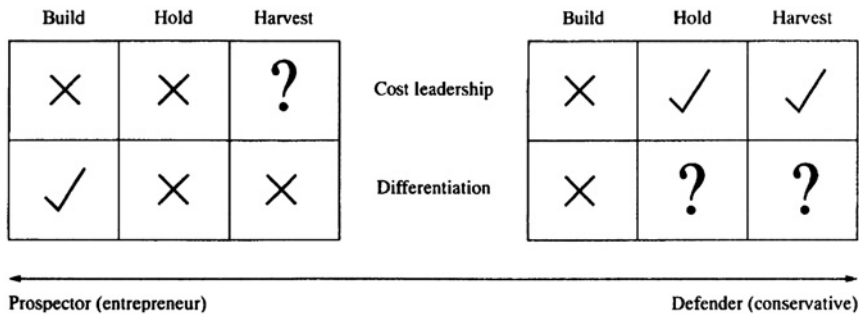 Build Hold Harvest Build Hold Harvest
? Cost leadership
Differentiation ? ?
Prospector (entrepreneur) Defender (conservative)